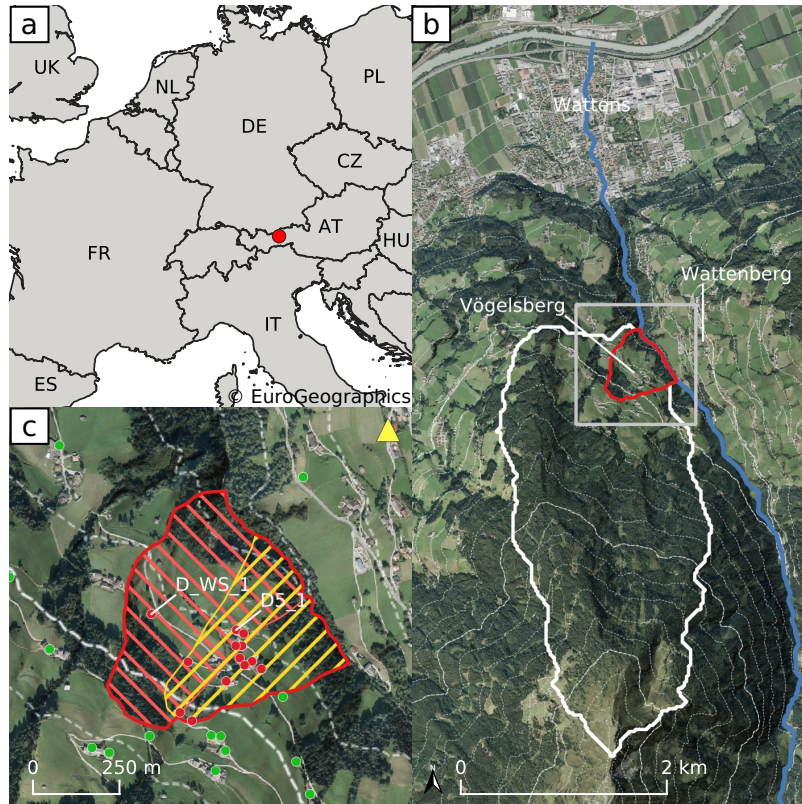 a
UK
NL
PL
DE
CZ
AT
FR
HU
IT
ES
© EuroGeographics
b
Wattens
Wattenberg
Vögelsberg
N
0
2 km
c
D_WS_1
D5_1
0
250 m